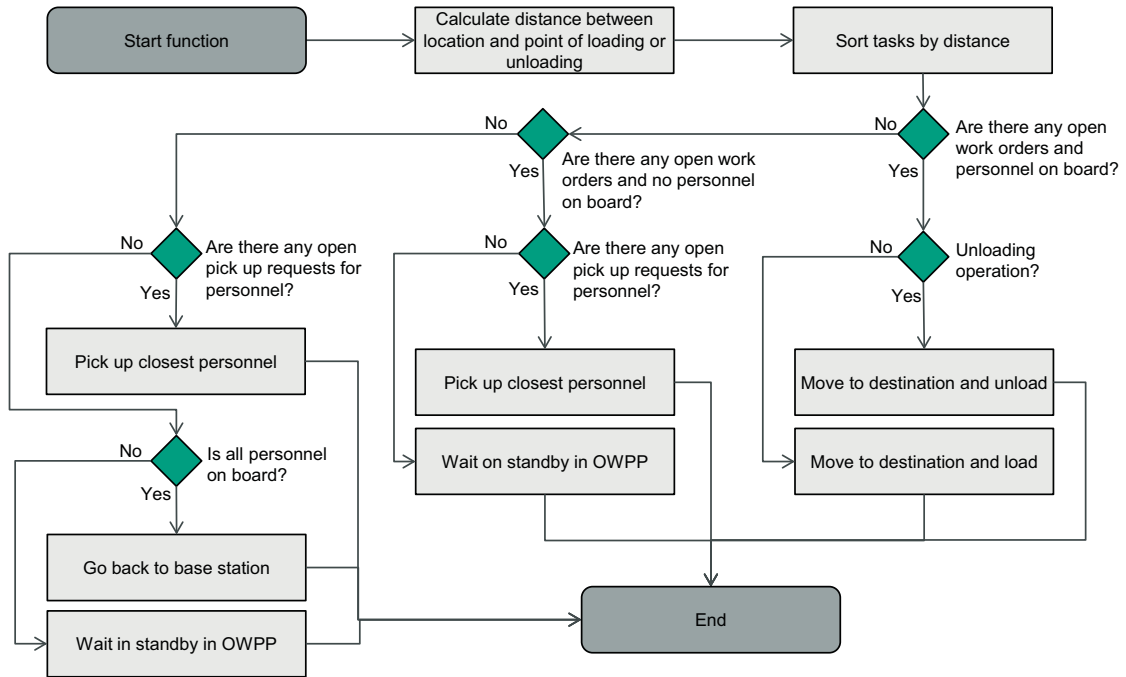 Start function
Calculate distance between
location and point of loading or
unloading
Sort tasks by distance
No
No
Are there any open
work orders and
personnel on board?
Yes
Are there any open work
orders and no personnel
on board?
Yes
No
Are there any open
pick up requests for
personnel?
Yes
No
Are there any open
pick up requests for
personnel?
Yes
No
Unloading
operation?
Yes
Pick up closest personnel
Pick up closest personnel
Move to destination and unload
No
Is all personnel
on board?
Yes
Wait on standby in OWPP
Move to destination and load
Go back to base station
Wait in standby in OWPP
End